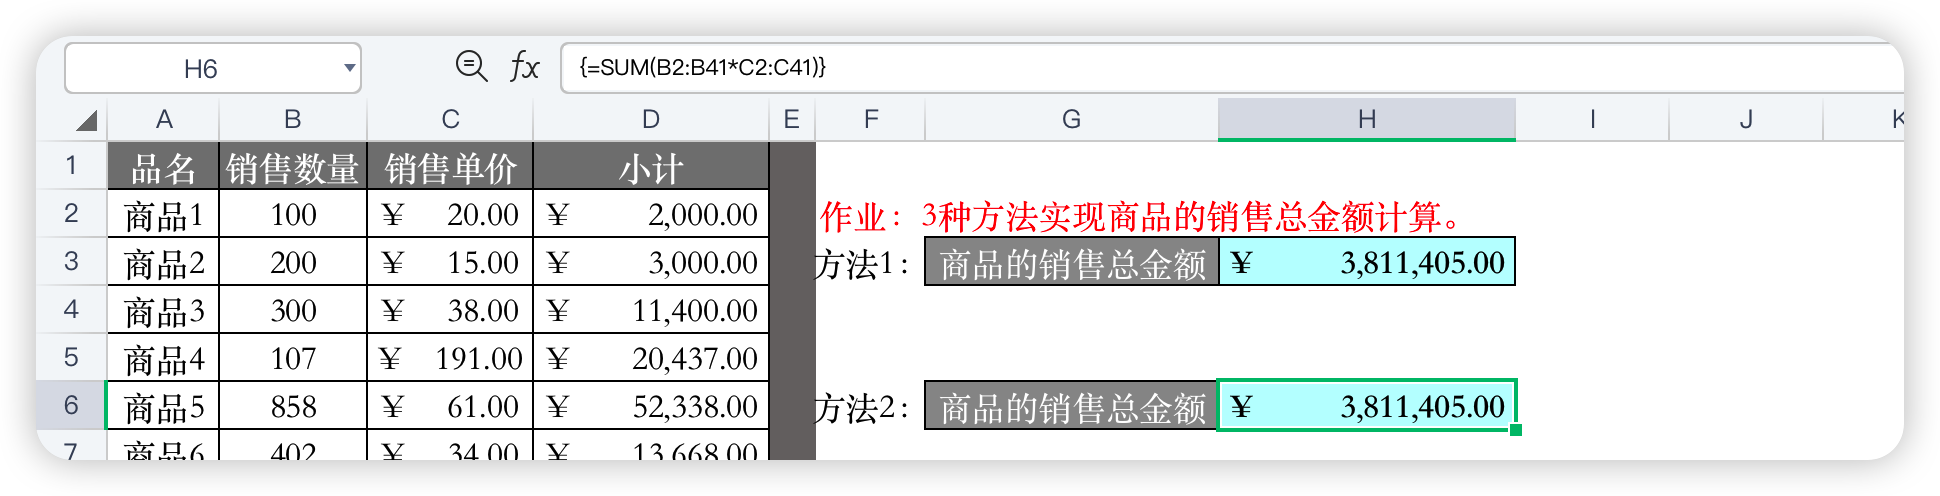 H6 fx {=SUM(B2:B41*C2:C41)}
A B C D E F G H I J K
1 品名 销售数量 销售单价 小计
2 商品1 100 ¥ 20.00 ¥ 2,000.00 作业：3种方法实现商品的销售总金额计算。
3 商品2 200 ¥ 15.00 ¥ 3,000.00 方法1： 商品的销售总金额 ¥ 3,811,405.00
4 商品3 300 ¥ 38.00 ¥ 11,400.00
5 商品4 107 ¥ 191.00 ¥ 20,437.00
6 商品5 858 ¥ 61.00 ¥ 52,338.00 方法2： 商品的销售总金额 ¥ 3,811,405.00
7 商品6 402 ¥ 34.00 ¥ 13,668.00